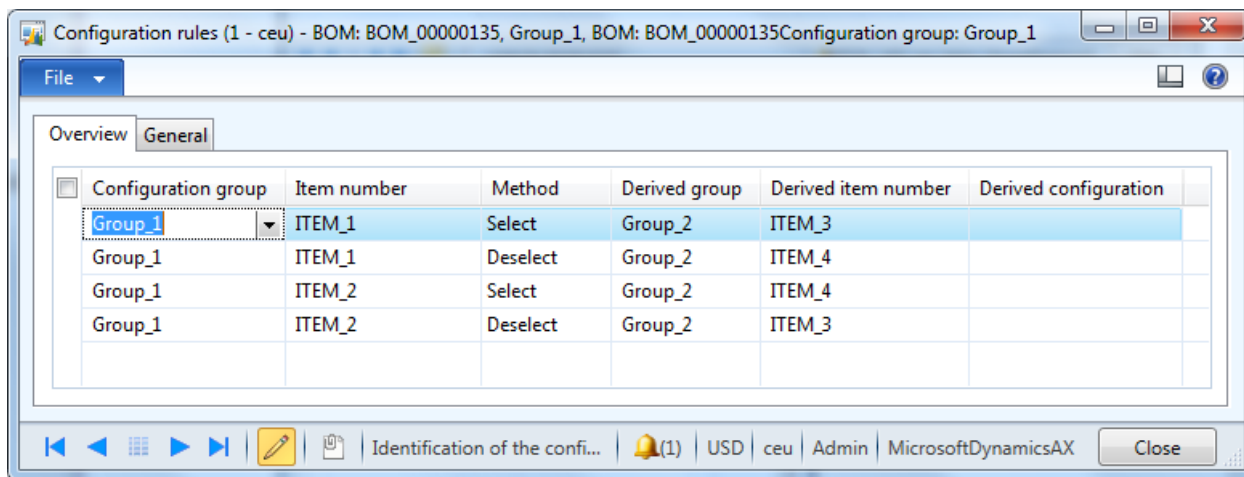 Configuration rules (1 - ceu) - BOM: BOM_00000135, Group_1, BOM: BOM_00000135Configuration group: Group_1
File
Overview General
Configuration group Item number Method Derived group Derived item number Derived configuration
Group_1 ITEM_1 Select Group_2 ITEM_3
Group_1 ITEM_1 Deselect Group_2 ITEM_4
Group_1 ITEM_2 Select Group_2 ITEM_4
Group_1 ITEM_2 Deselect Group_2 ITEM_3
Identification of the confi... (1) USD ceu Admin MicrosoftDynamicsAX Close